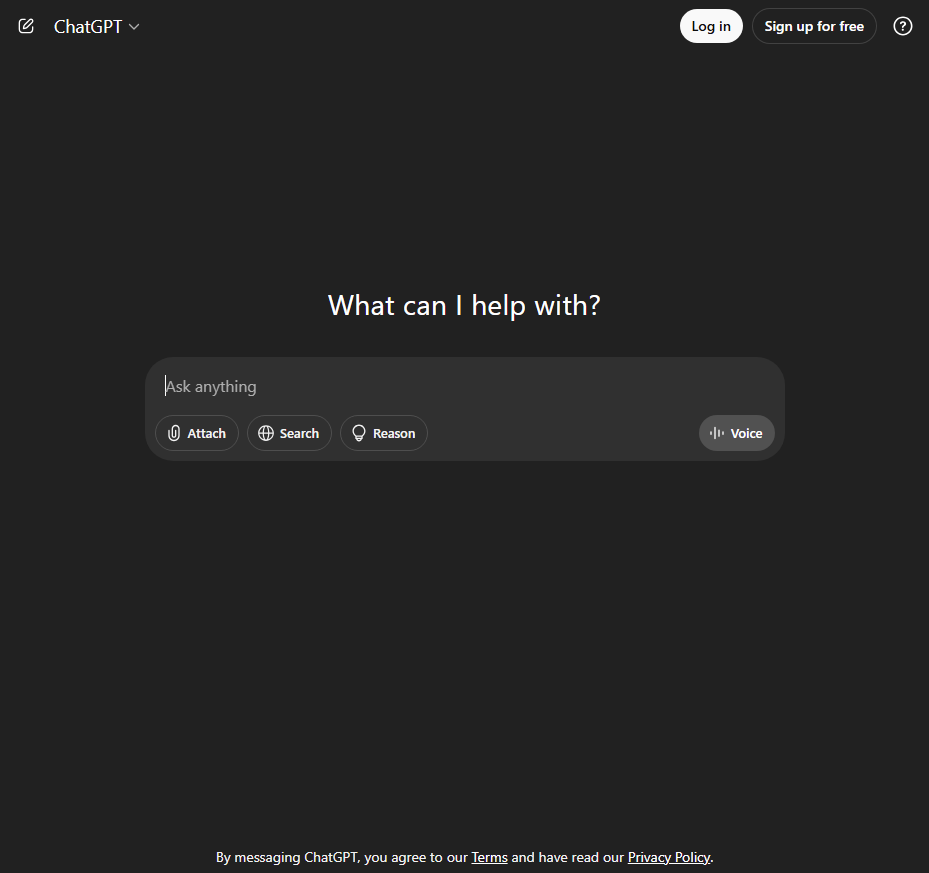 ChatGPT
Log in
Sign up for free
What can I help with?
Ask anything
Attach
Search
Reason
Voice
By messaging ChatGPT, you agree to our Terms and have read our Privacy Policy.